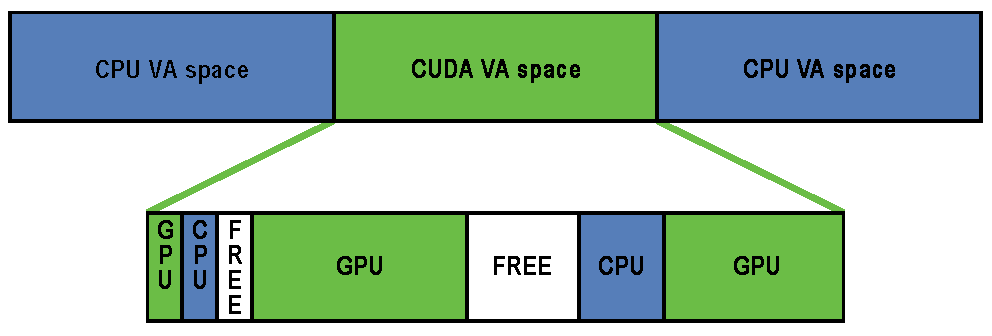 CPU VA space
CUDA VA space
CPU VA space
GPU
CPU
FREE
GPU
FREE
CPU
GPU